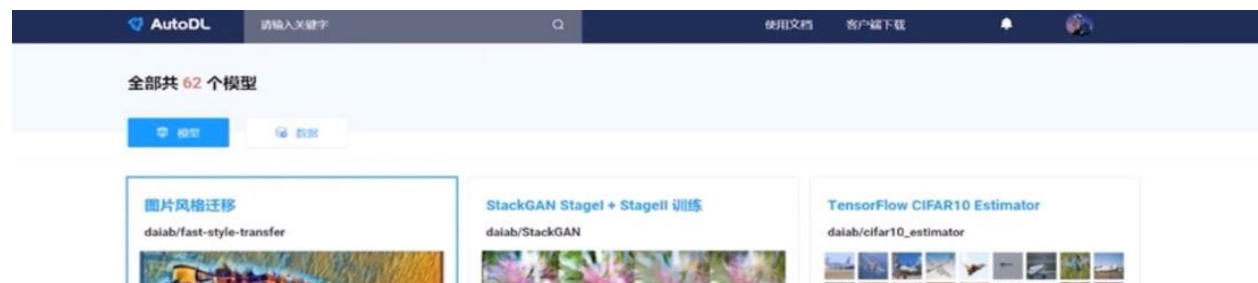 AutoDL 请输入关键字 使用文档 客户端下载
全部共 62 个模型
模型 数据
图片风格迁移 StackGAN StageI + StageII 训练 TensorFlow CIFAR10 Estimator
daiab/fast-style-transfer daiab/StackGAN daiab/cifar10_estimator